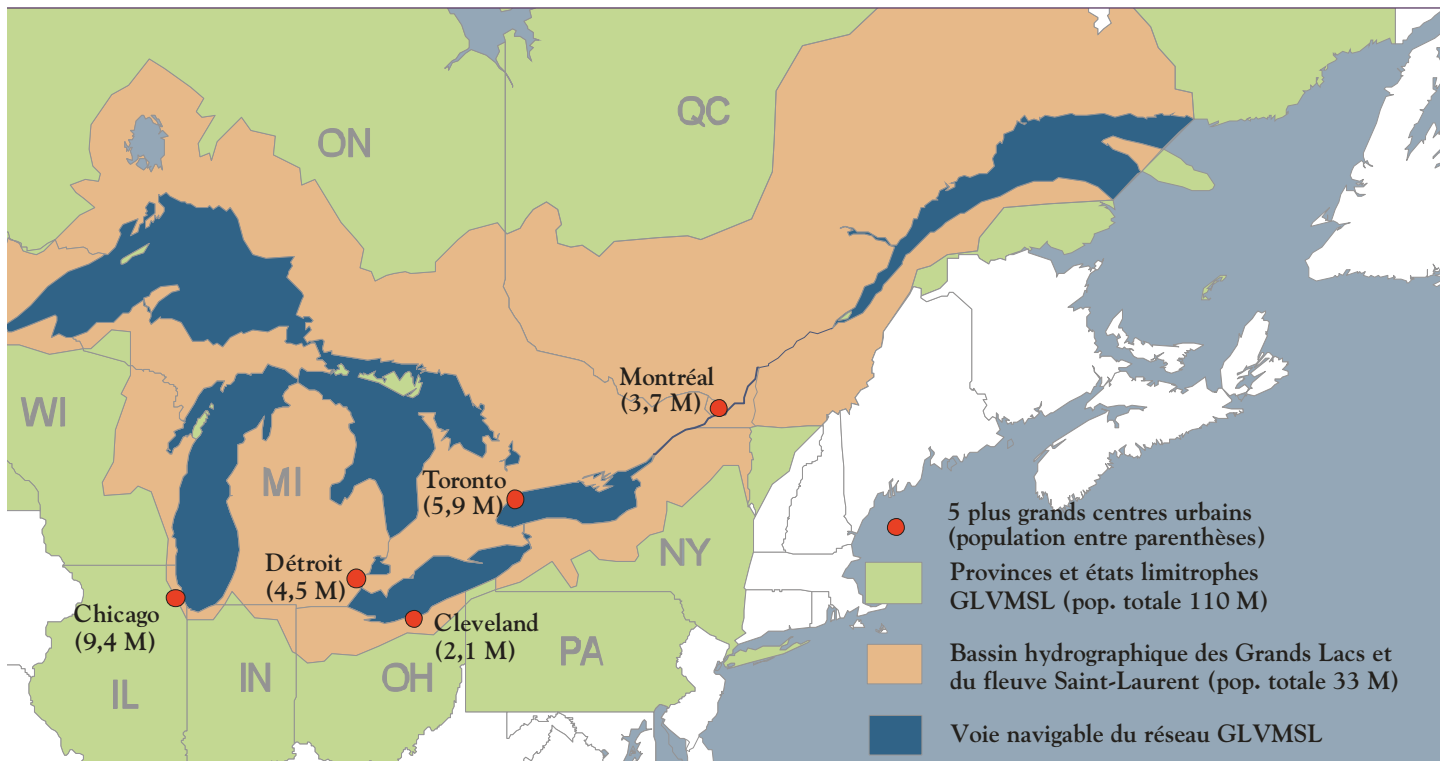 ON
QC
WI
MI
Montréal
(3,7 M)
Toronto
(5,9 M)
NY
Détroit
(4,5 M)
Chicago
(9,4 M)
Cleveland
(2,1 M)
PA
IL
IN
OH
5 plus grands centres urbains
(population entre parenthèses)
Provinces et états limitrophes
GLVMSL (pop. totale 110 M)
Bassin hydrographique des Grands Lacs et
du fleuve Saint-Laurent (pop. totale 33 M)
Voie navigable du réseau GLVMSL